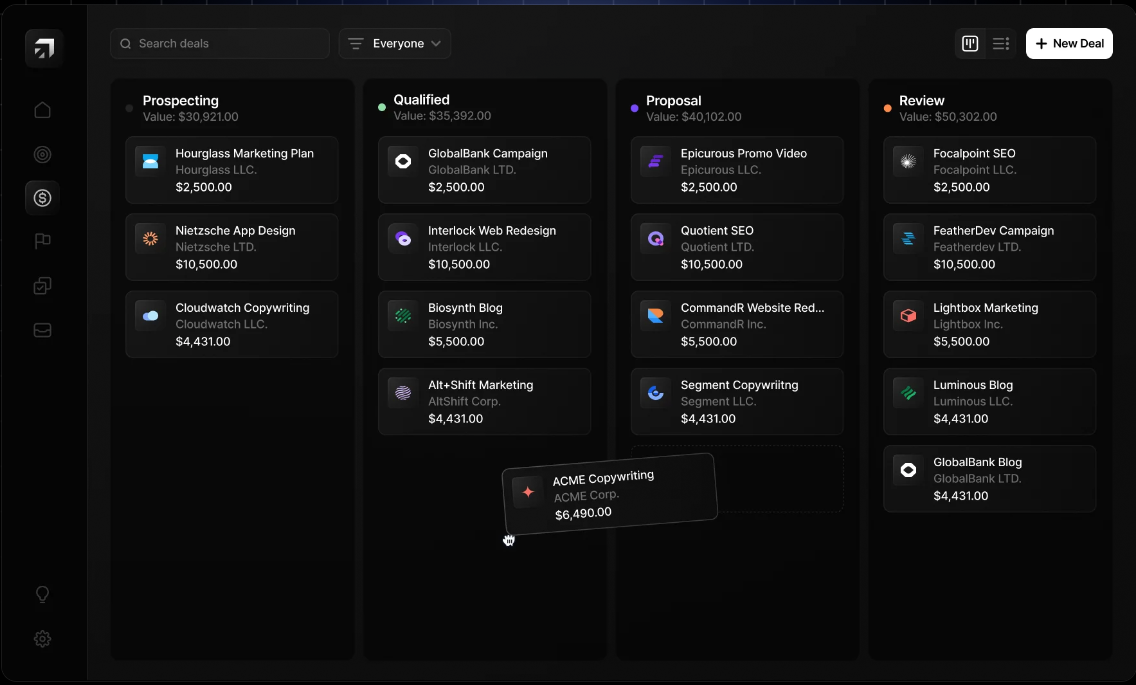 Search deals
Everyone
New Deal
Prospecting
Value: $30,921.00
Hourglass Marketing Plan
Hourglass LLC.
$2,500.00
Nietzsche App Design
Nietzsche LTD.
$10,500.00
Cloudwatch Copywriting
Cloudwatch LLC.
$4,431.00
Qualified
Value: $35,392.00
GlobalBank Campaign
GlobalBank LTD.
$2,500.00
Interlock Web Redesign
Interlock LLC.
$10,500.00
Biosynth Blog
Biosynth Inc.
$5,500.00
Alt+Shift Marketing
AltShift Corp.
$4,431.00
ACME Copywriting
ACME Corp.
$6,490.00
Proposal
Value: $40,102.00
Epicurous Promo Video
Epicurous LLC.
$2,500.00
Quotient SEO
Quotient LTD.
$10,500.00
CommandR Website Red...
CommandR Inc.
$5,500.00
Segment Copywriitng
Segment LLC.
$4,431.00
Review
Value: $50,302.00
Focalpoint SEO
Focalpoint LLC.
$2,500.00
FeatherDev Campaign
Featherdev LTD.
$10,500.00
Lightbox Marketing
Lightbox Inc.
$5,500.00
Luminous Blog
Luminous LLC.
$4,431.00
GlobalBank Blog
GlobalBank LTD.
$4,431.00